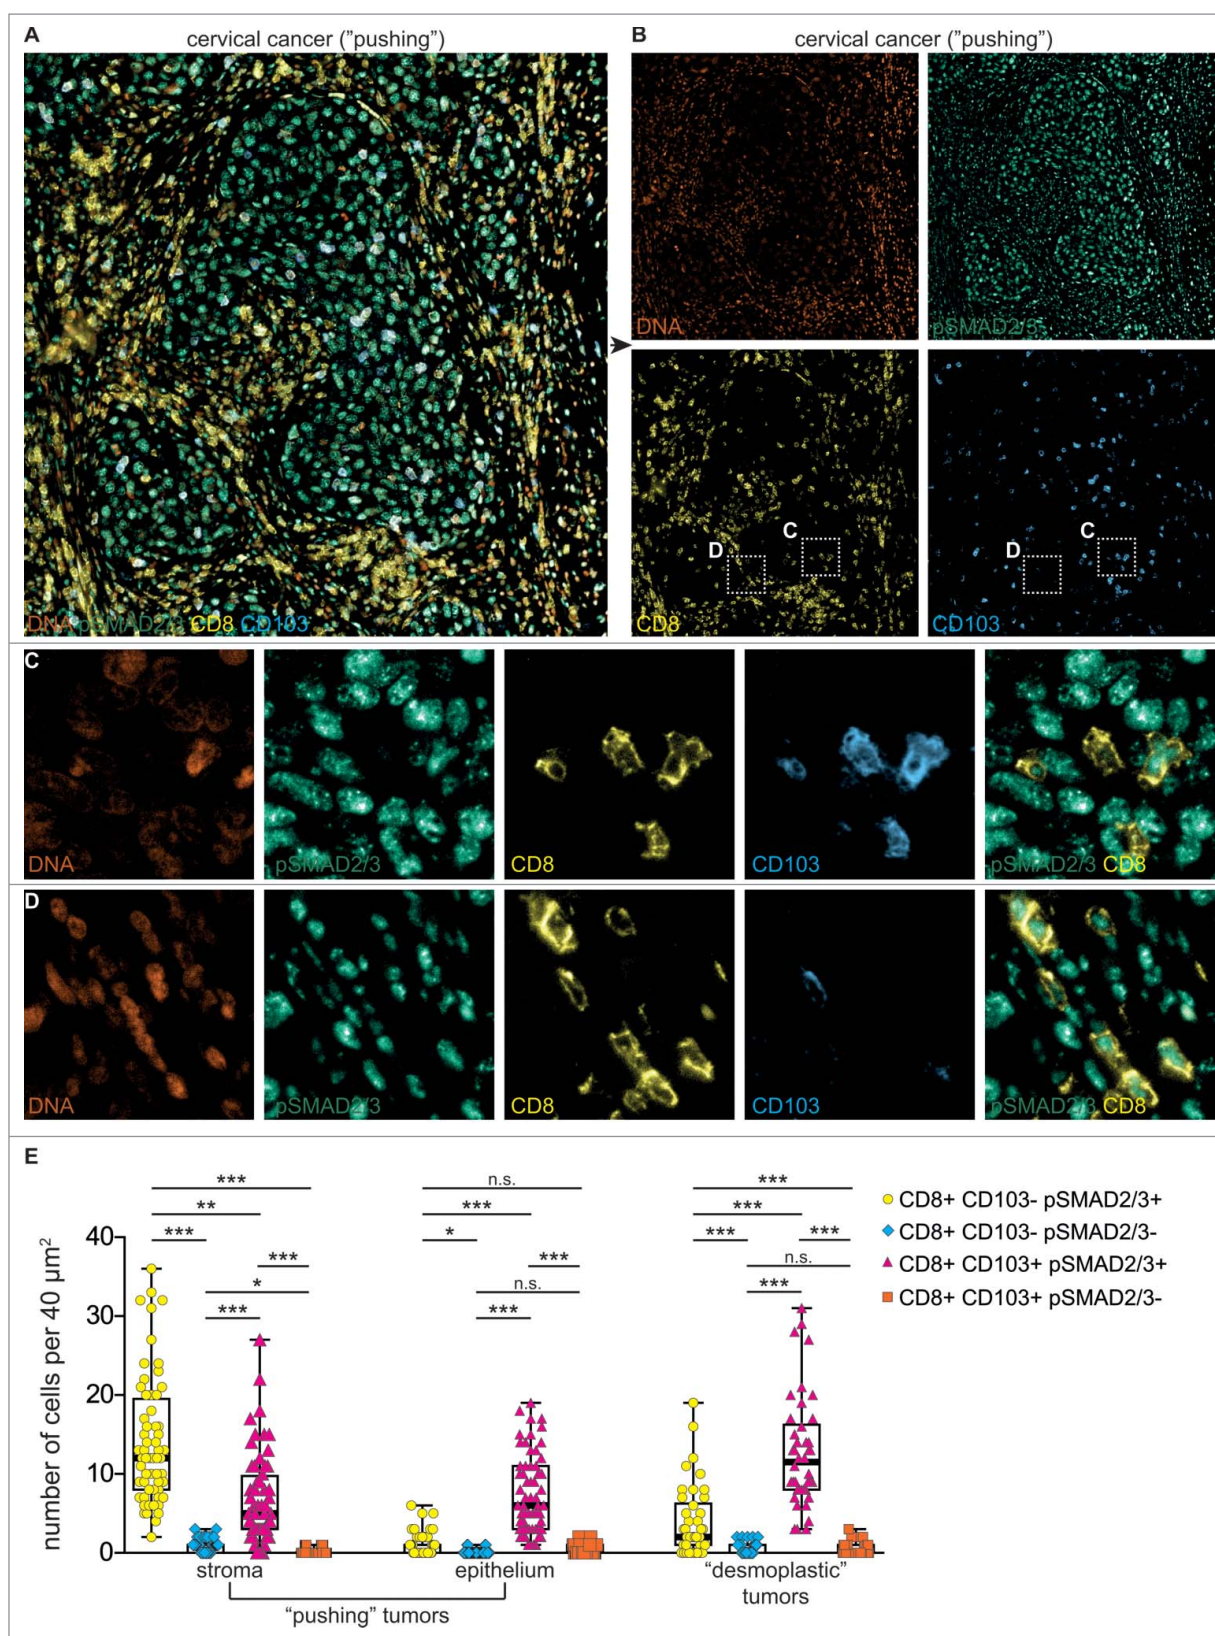 A
cervical cancer ("pushing")
DNA pSMAD2/3 CD8 CD103
B
cervical cancer ("pushing")
DNA
pSMAD2/3
D
C
CD8
D
C
CD103
C
DNA
pSMAD2/3
CD8
CD103
pSMAD2/3 CD8
D
DNA
pSMAD2/3
CD8
CD103
pSMAD2/3 CD8
E
number of cells per 40 µm²
40
30
20
10
0
***
**
***
***
*
***
n.s.
***
*
***
n.s.
***
***
***
***
***
n.s.
***
stroma
epithelium
"pushing" tumors
"desmoplastic"
tumors
CD8+ CD103- pSMAD2/3+
CD8+ CD103- pSMAD2/3-
CD8+ CD103+ pSMAD2/3+
CD8+ CD103+ pSMAD2/3-